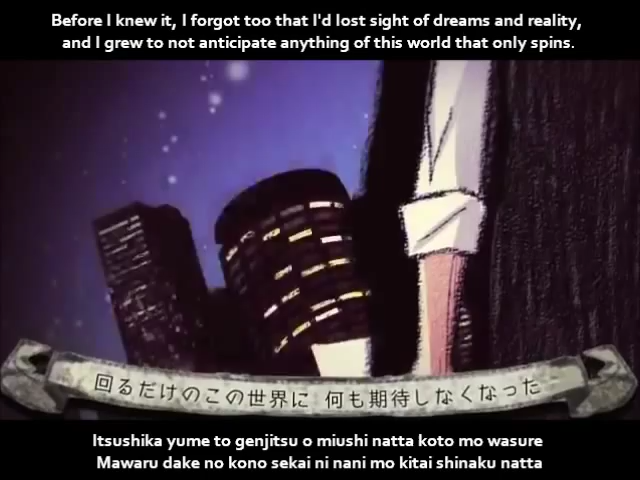 Before I knew it, I forgot too that I'd lost sight of dreams and reality,
and I grew to not anticipate anything of this world that only spins.
回るだけのこの世界に 何も期待しなくなった
Itsushika yume to genjitsu o miushi natta koto mo wasure
Mawaru dake no kono sekai ni nani mo kitai shinaku natta